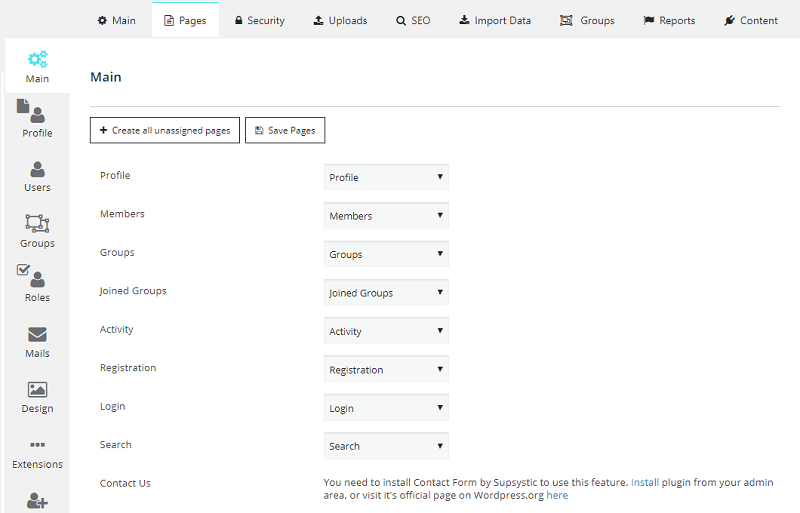 Main Pages Security Uploads SEO Import Data Groups Reports Content
Main
Profile
Users
Groups
Roles
Mails
Design
Extensions
Main
Create all unassigned pages Save Pages
Profile Profile
Members Members
Groups Groups
Joined Groups Joined Groups
Activity Activity
Registration Registration
Login Login
Search Search
Contact Us You need to install Contact Form by Supsystic to use this feature. Install plugin from your admin
area, or visit it's official page on Wordpress.org here